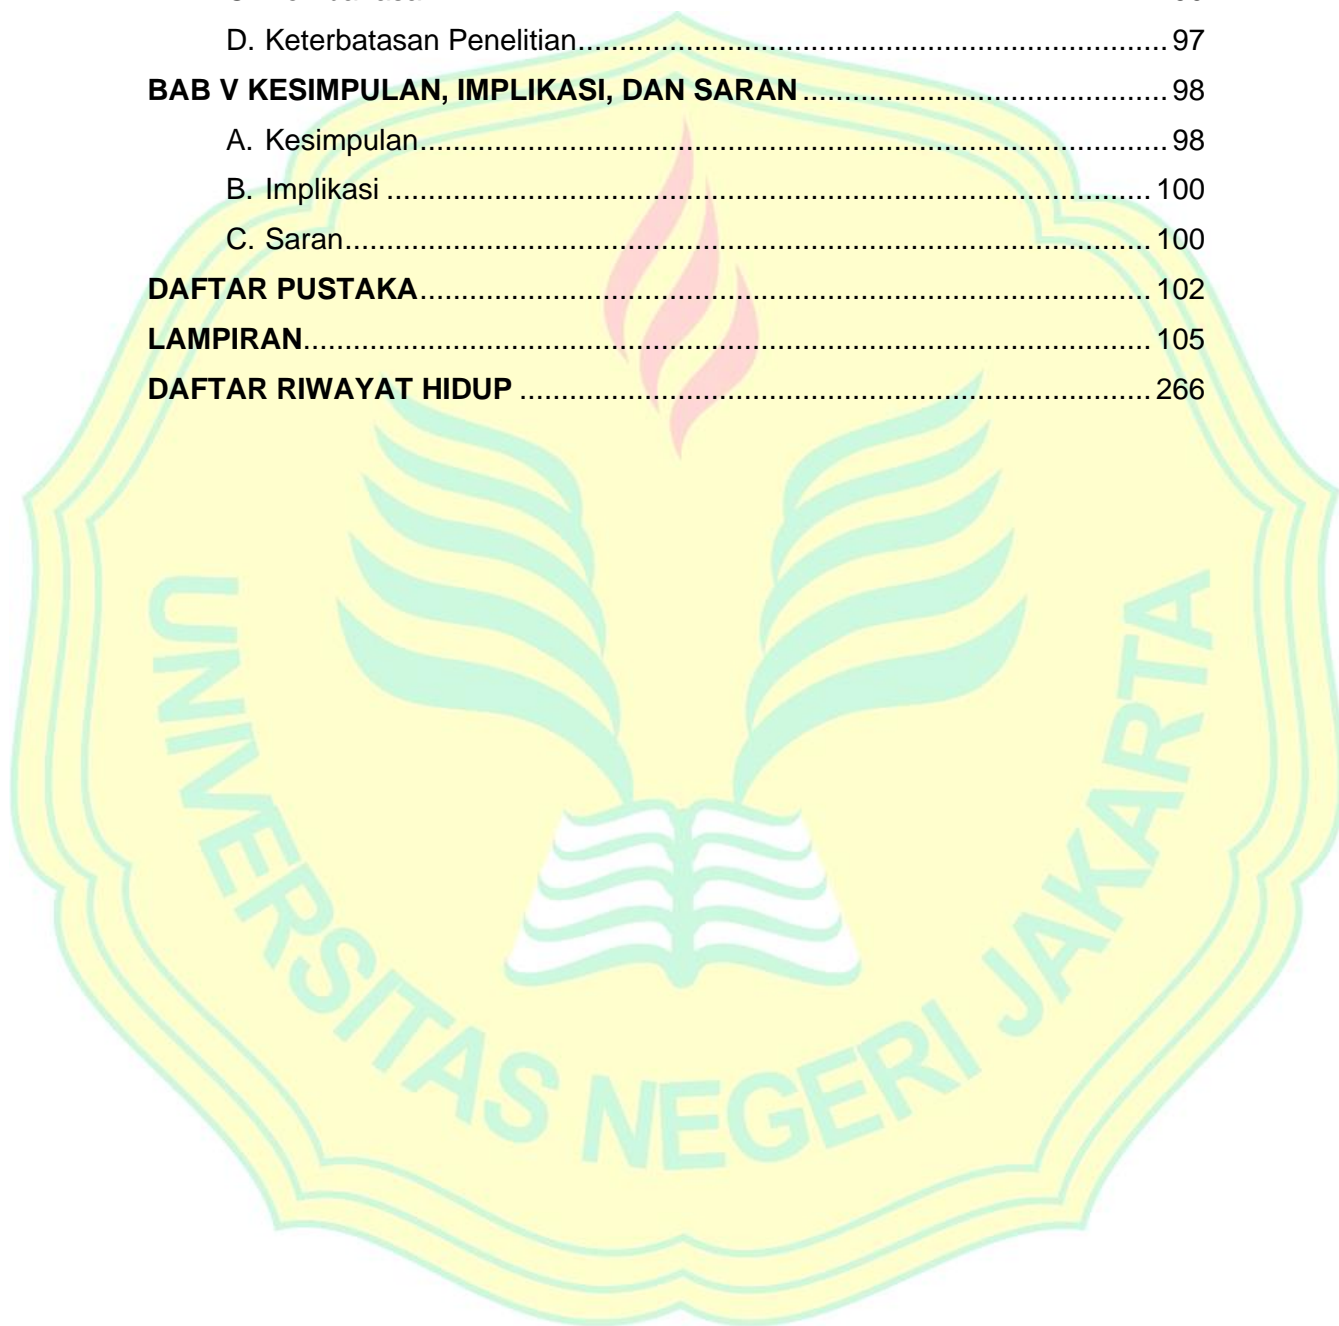 D. Keterbatasan Penelitian........................................................................ 97
BAB V KESIMPULAN, IMPLIKASI, DAN SARAN............................................ 98
A. Kesimpulan........................................................................................... 98
B. Implikasi ............................................................................................ 100
C. Saran.................................................................................................. 100
DAFTAR PUSTAKA......................................................................................... 102
LAMPIRAN....................................................................................................... 105
DAFTAR RIWAYAT HIDUP ............................................................................. 266
UNIVERSITAS NEGERI JAKARTA